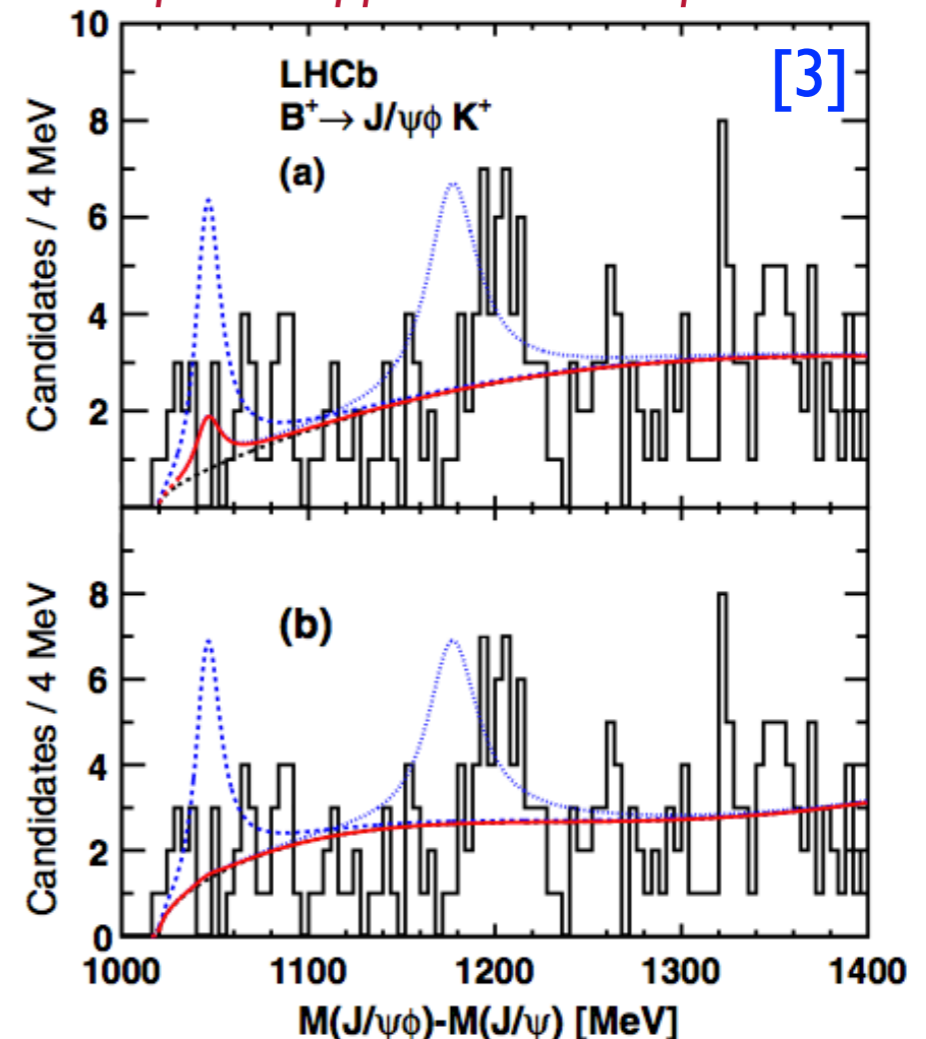 [3]
LHCb
B⁺→ J/ψϕ K⁺
(a)
10
8
6
4
2
Candidates / 4 MeV
(b)
8
6
4
2
0
Candidates / 4 MeV
1000 1100 1200 1300 1400
M(J/ψϕ)-M(J/ψ) [MeV]